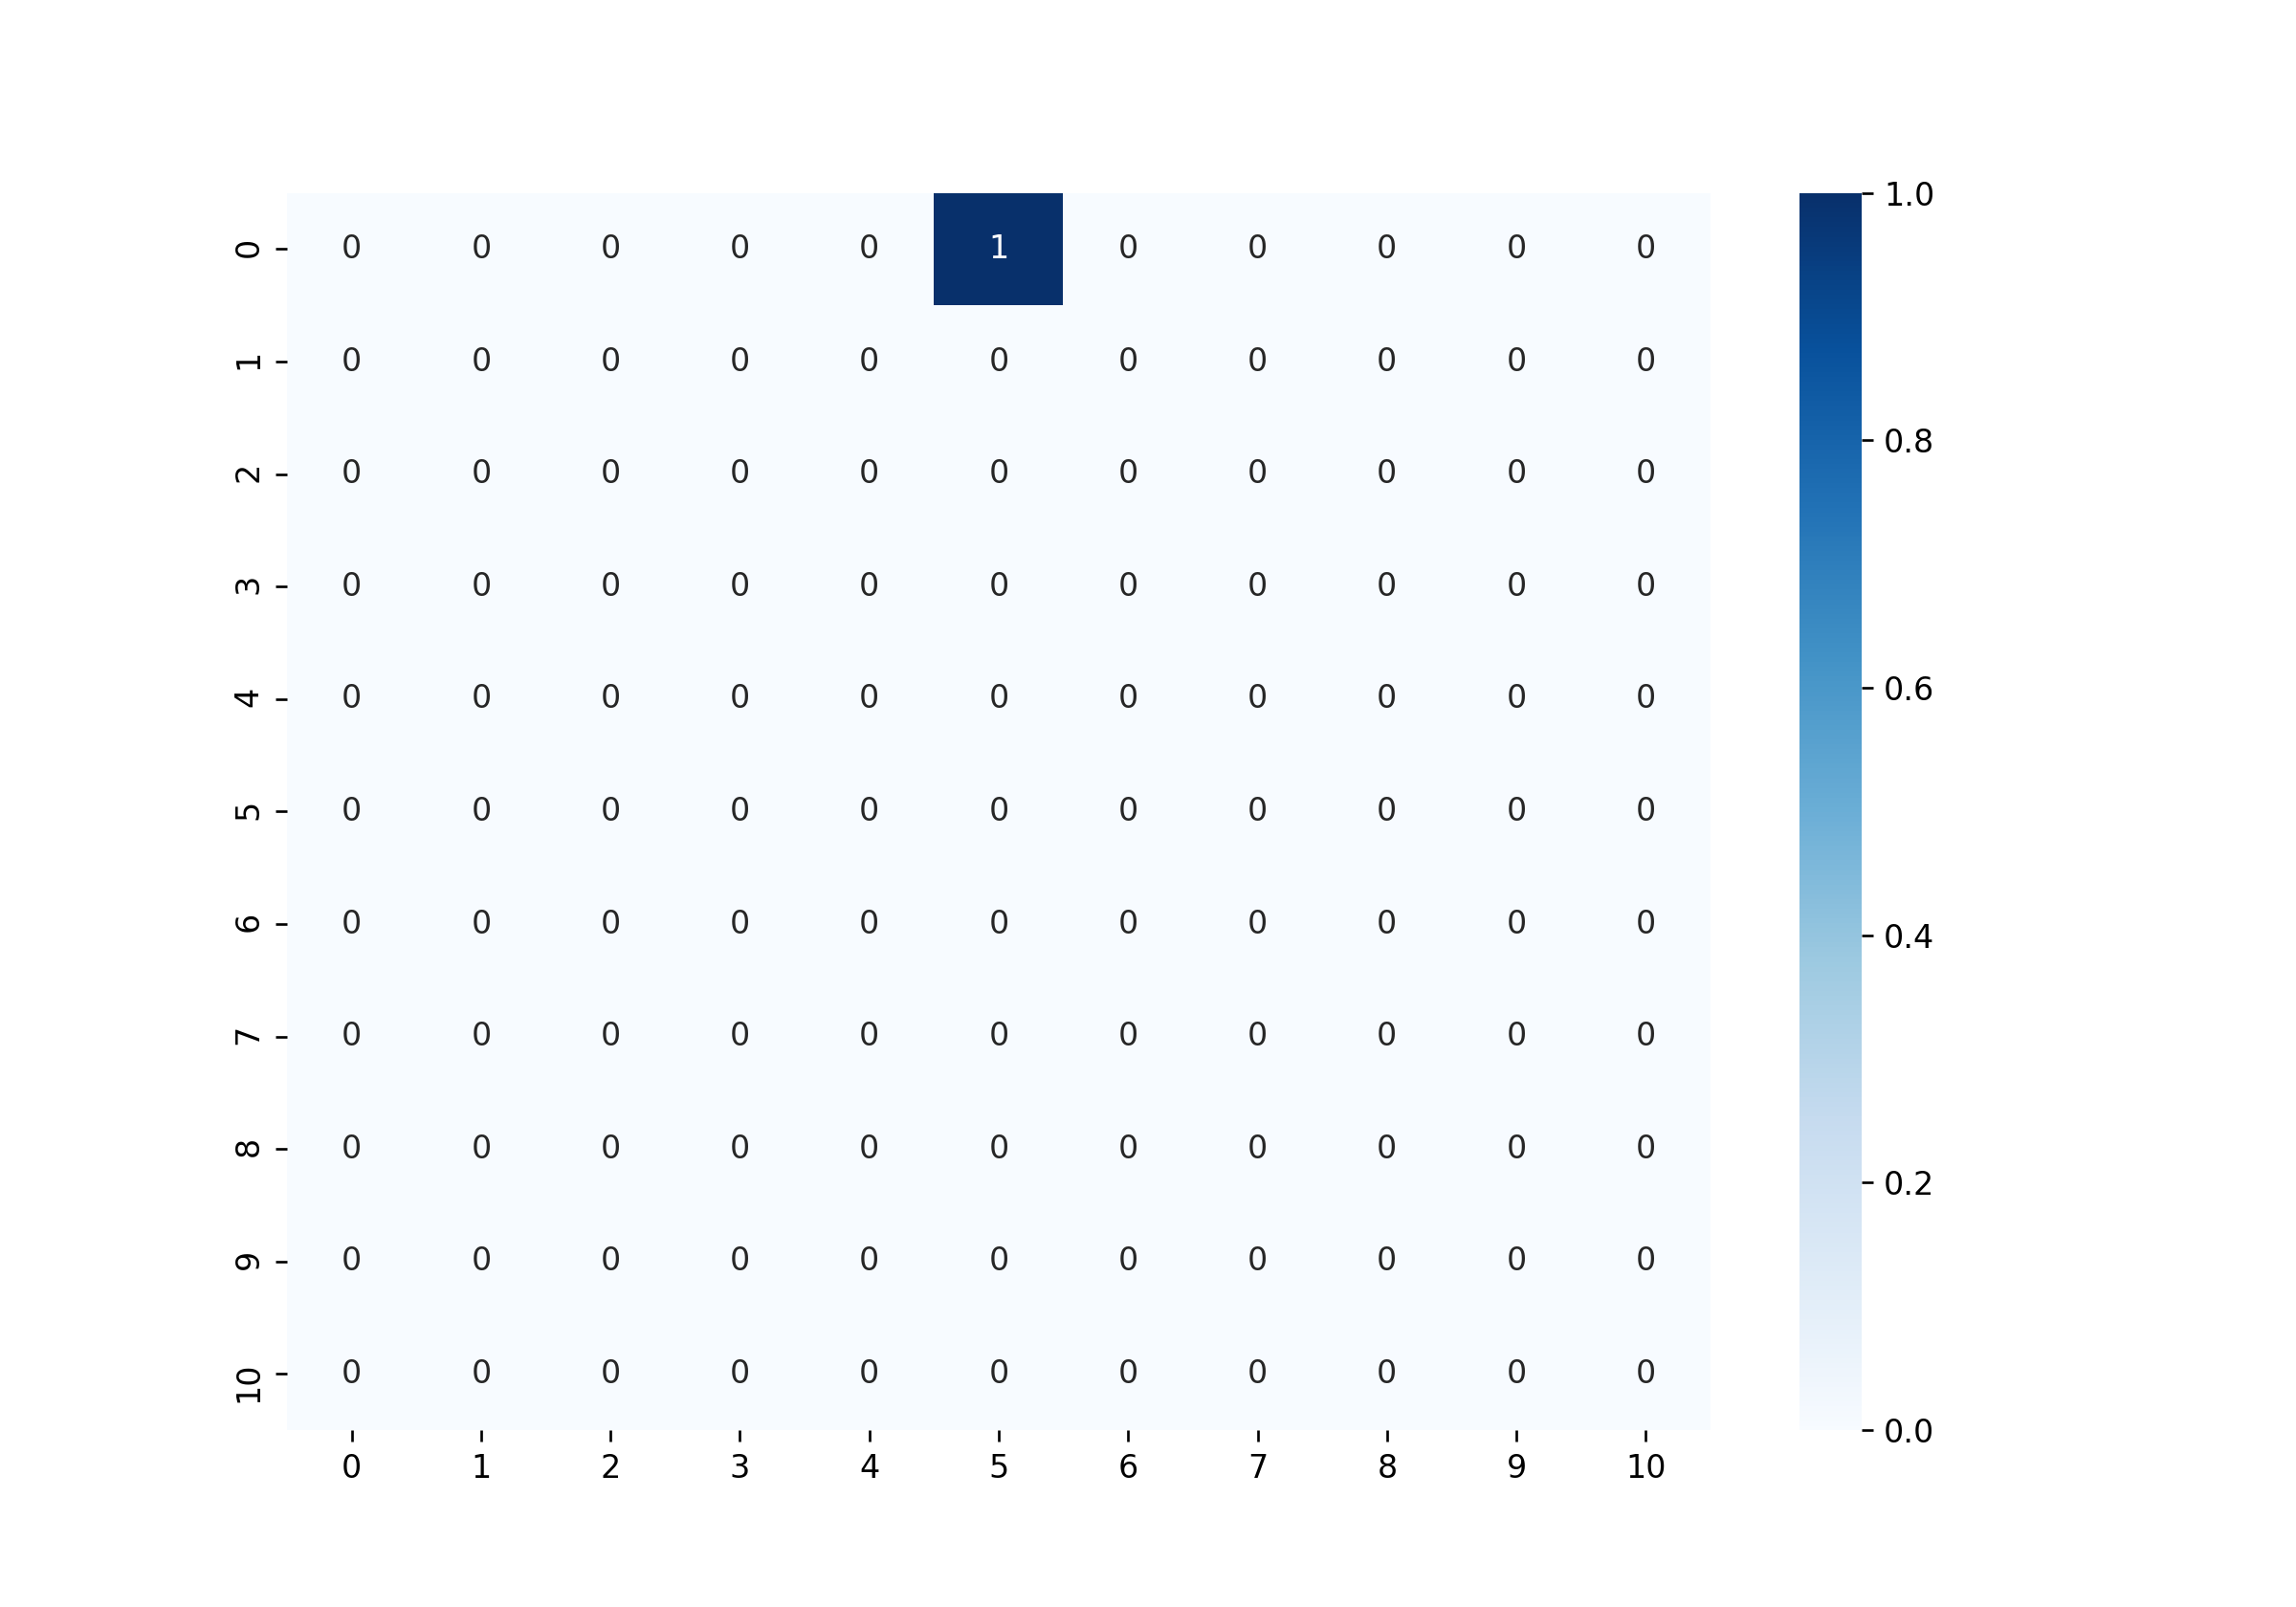 0 0 0 0 0 0 1 0 0 0 0 0 1.0
1 0 0 0 0 0 0 0 0 0 0 0
0.8
2 0 0 0 0 0 0 0 0 0 0 0
3 0 0 0 0 0 0 0 0 0 0 0
4 0 0 0 0 0 0 0 0 0 0 0 0.6
5 0 0 0 0 0 0 0 0 0 0 0
6 0 0 0 0 0 0 0 0 0 0 0 0.4
7 0 0 0 0 0 0 0 0 0 0 0
8 0 0 0 0 0 0 0 0 0 0 0
0.2
9 0 0 0 0 0 0 0 0 0 0 0
10 0 0 0 0 0 0 0 0 0 0 0
0.0
0 1 2 3 4 5 6 7 8 9 10